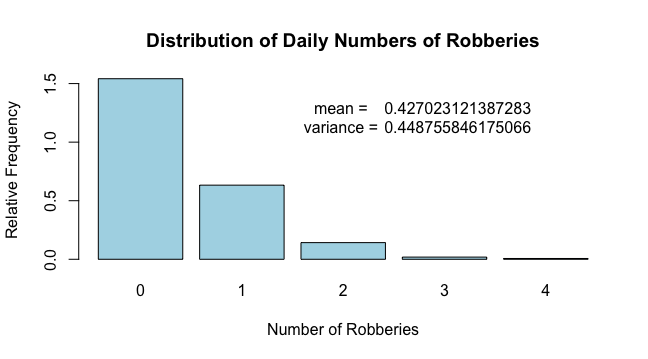 Distribution of Daily Numbers of Robberies
mean = 0.427023121387283
variance = 0.448755846175066
Relative Frequency
1.5
1.0
0.5
0.0
0 1 2 3 4
Number of Robberies